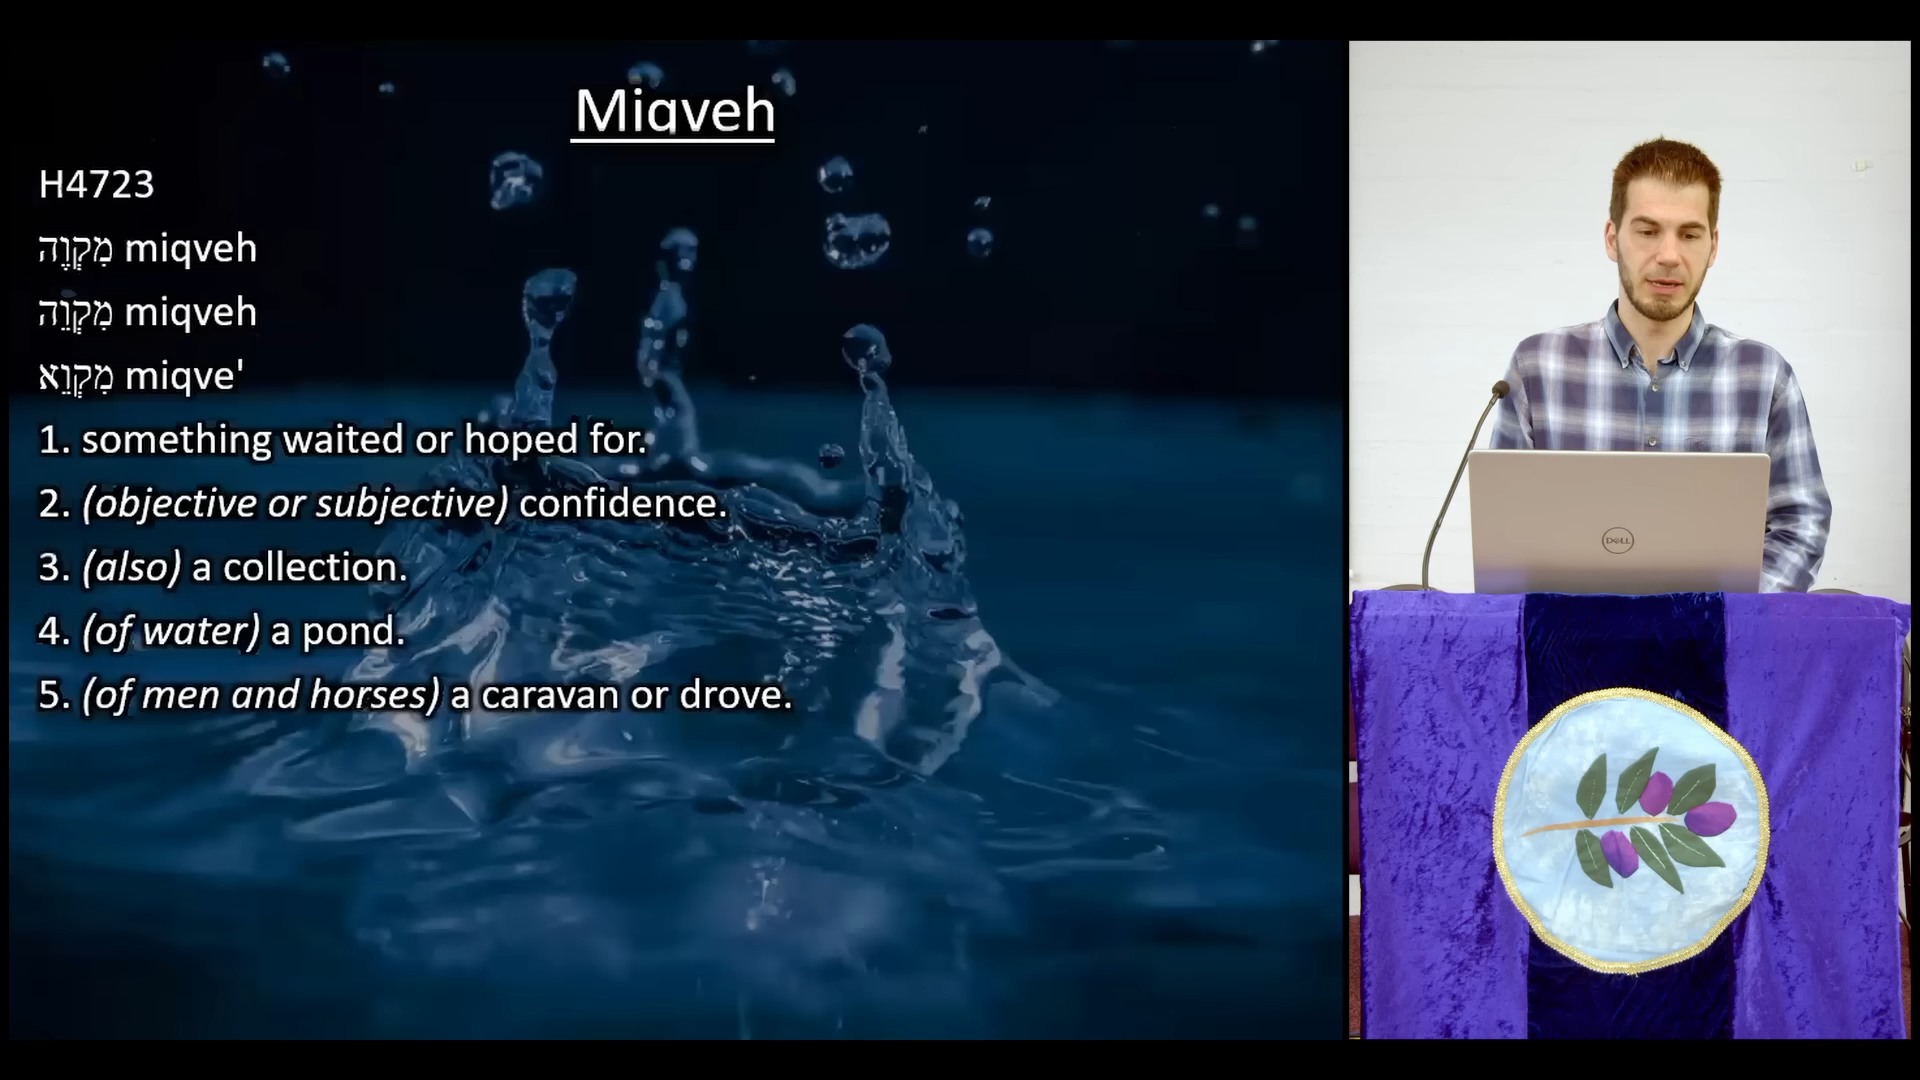 Miqveh
H4723
מִקְוֶה miqveh
מִקְוֵה miqveh
מִקְוֵא miqve'
1. something waited or hoped for.
2. (objective or subjective) confidence.
3. (also) a collection.
4. (of water) a pond.
5. (of men and horses) a caravan or drove.
DELL